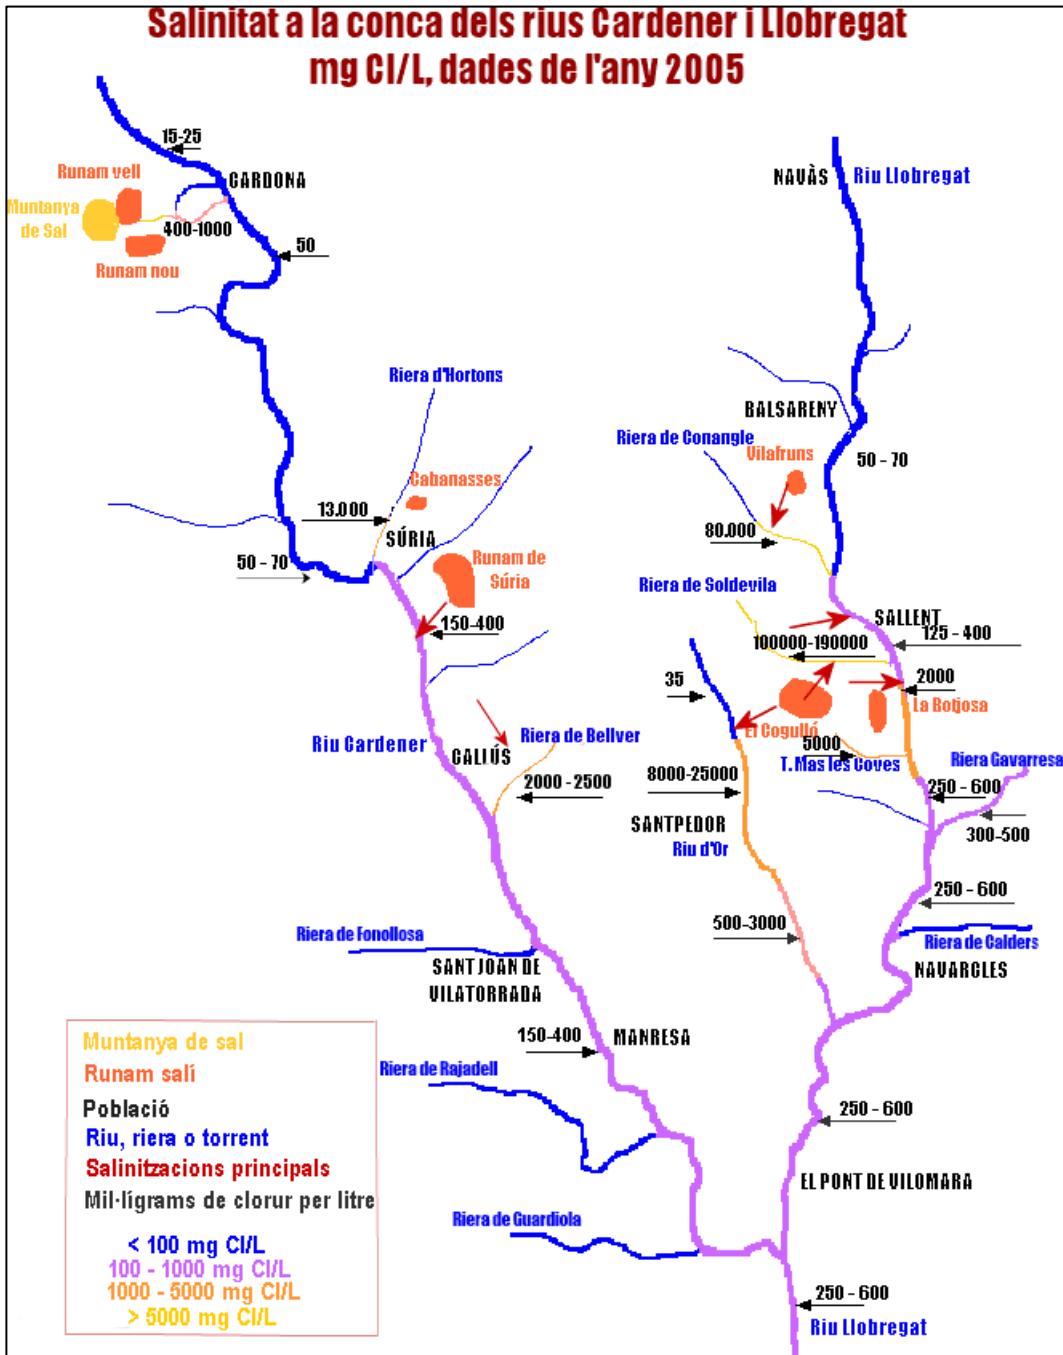 Salinitat a la conca dels rius Cardener i Llobregat
mg Cl/L, dades de l'any 2005
15-25
Runam vell
CARDONA
Muntanya
de Sal
400-1000
Runam nou
50
NAVÀS
Riu Llobregat
Riera d'Hortons
BALSARENY
Riera de Conangle
Vilafruns
50 - 70
Cabanasses
13.000
SÚRIA
80.000
50 - 70
Runam de
Súria
Riera de Soldevila
150-400
SALLENT
100000-190000
125 - 400
35
2000
La Botjosa
El Cogulló
Riu Cardener
CALLÚS
Riera de Bellver
5000
T. Mas les Coves
Riera Gavarresa
2000 - 2500
8000-25000
250 - 600
SANTPEDOR
300-500
Riu d'Or
250 - 600
500-3000
Riera de Fonollosa
Riera de Calders
SANT JOAN DE
VILATORRADA
NAVARCLES
150-400
MANRESA
Riera de Rajadell
250 - 600
EL PONT DE VILOMARA
Riera de Guardiola
250 - 600
Riu Llobregat
Muntanya de sal
Runam salí
Població
Riu, riera o torrent
Salinitzacions principals
Mil·lígrams de clorur per litre
< 100 mg Cl/L
100 - 1000 mg Cl/L
1000 - 5000 mg Cl/L
> 5000 mg Cl/L